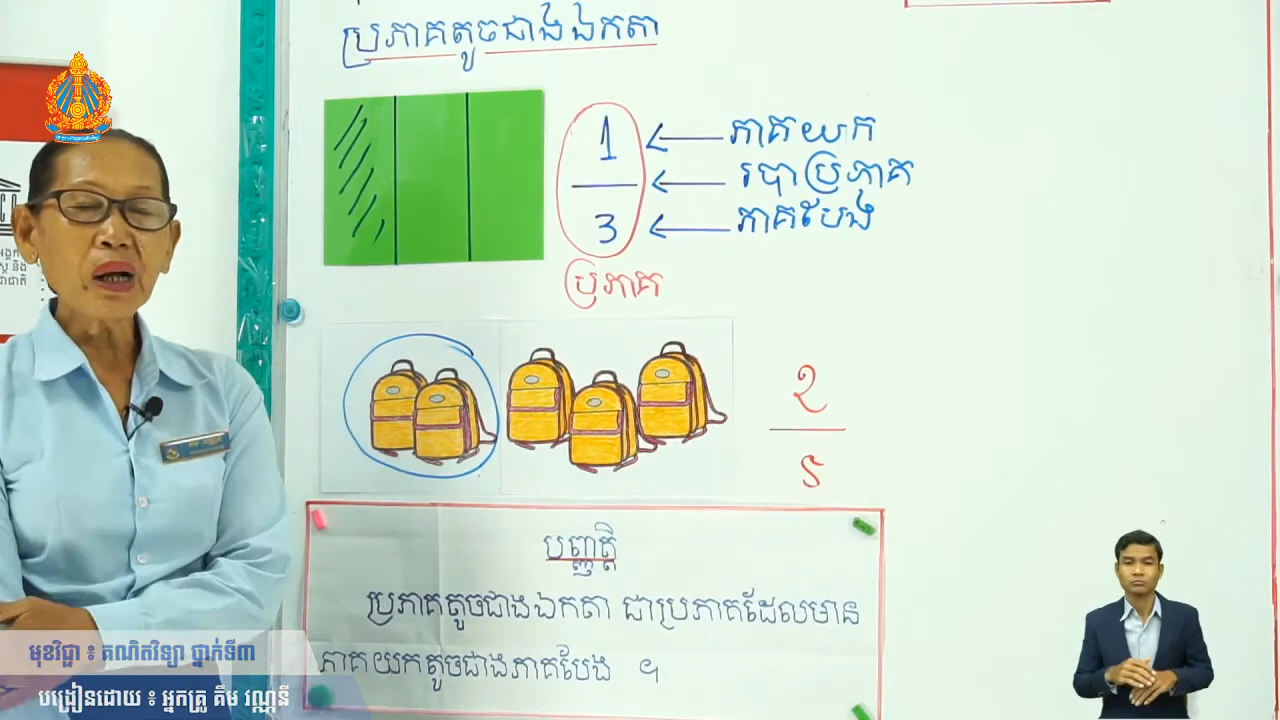 ប្រភាគតូចជាងឯកតា
1
3
ភាគយក
របាប្រភាគ
ភាគបែង
ប្រភាគ
2
5
បញ្ញត្តិ
ប្រភាគតូចជាងឯកតា ជាប្រភាគដែលមាន
ភាគយកតូចជាងភាគបែង ។
មុខវិជ្ជា ៖ គណិតវិទ្យា ថ្នាក់ទី៣
បង្រៀនដោយ ៖ អ្នកគ្រូ គឹម វណ្ណនី